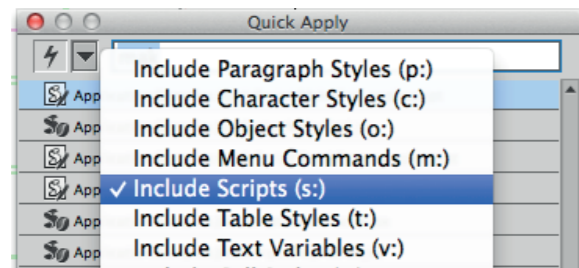 Quick Apply
Include Paragraph Styles (p:)
App Include Character Styles (c:)
App Include Object Styles (o:)
App Include Menu Commands (m:)
App ✓ Include Scripts (s:)
App Include Table Styles (t:)
App Include Text Variables (v:)